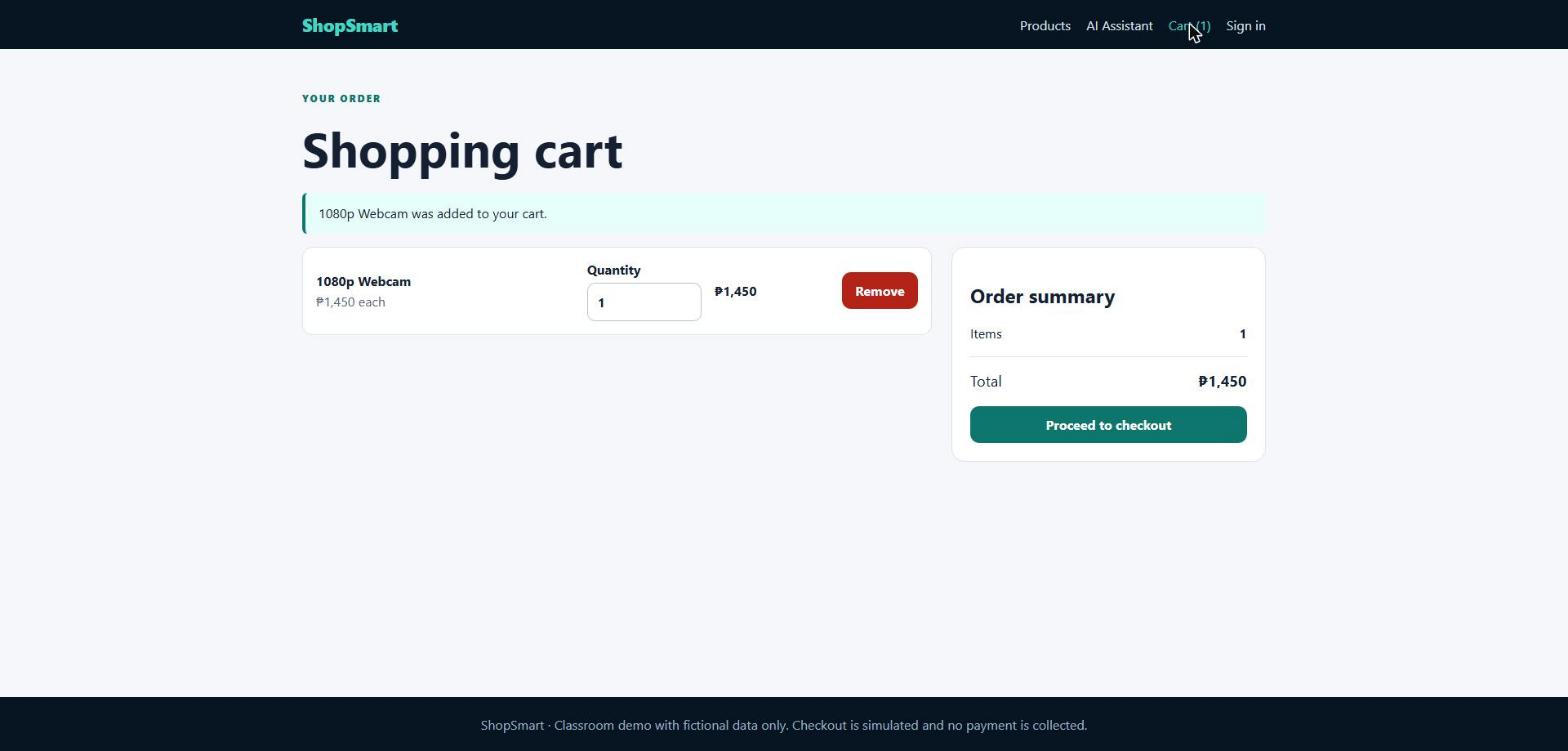 ShopSmart
Products AI Assistant Cart (1) Sign in
YOUR ORDER
Shopping cart
1080p Webcam was added to your cart.
1080p Webcam
₱1,450 each
Quantity
1
₱1,450
Remove
Order summary
Items 1
Total ₱1,450
Proceed to checkout
ShopSmart · Classroom demo with fictional data only. Checkout is simulated and no payment is collected.